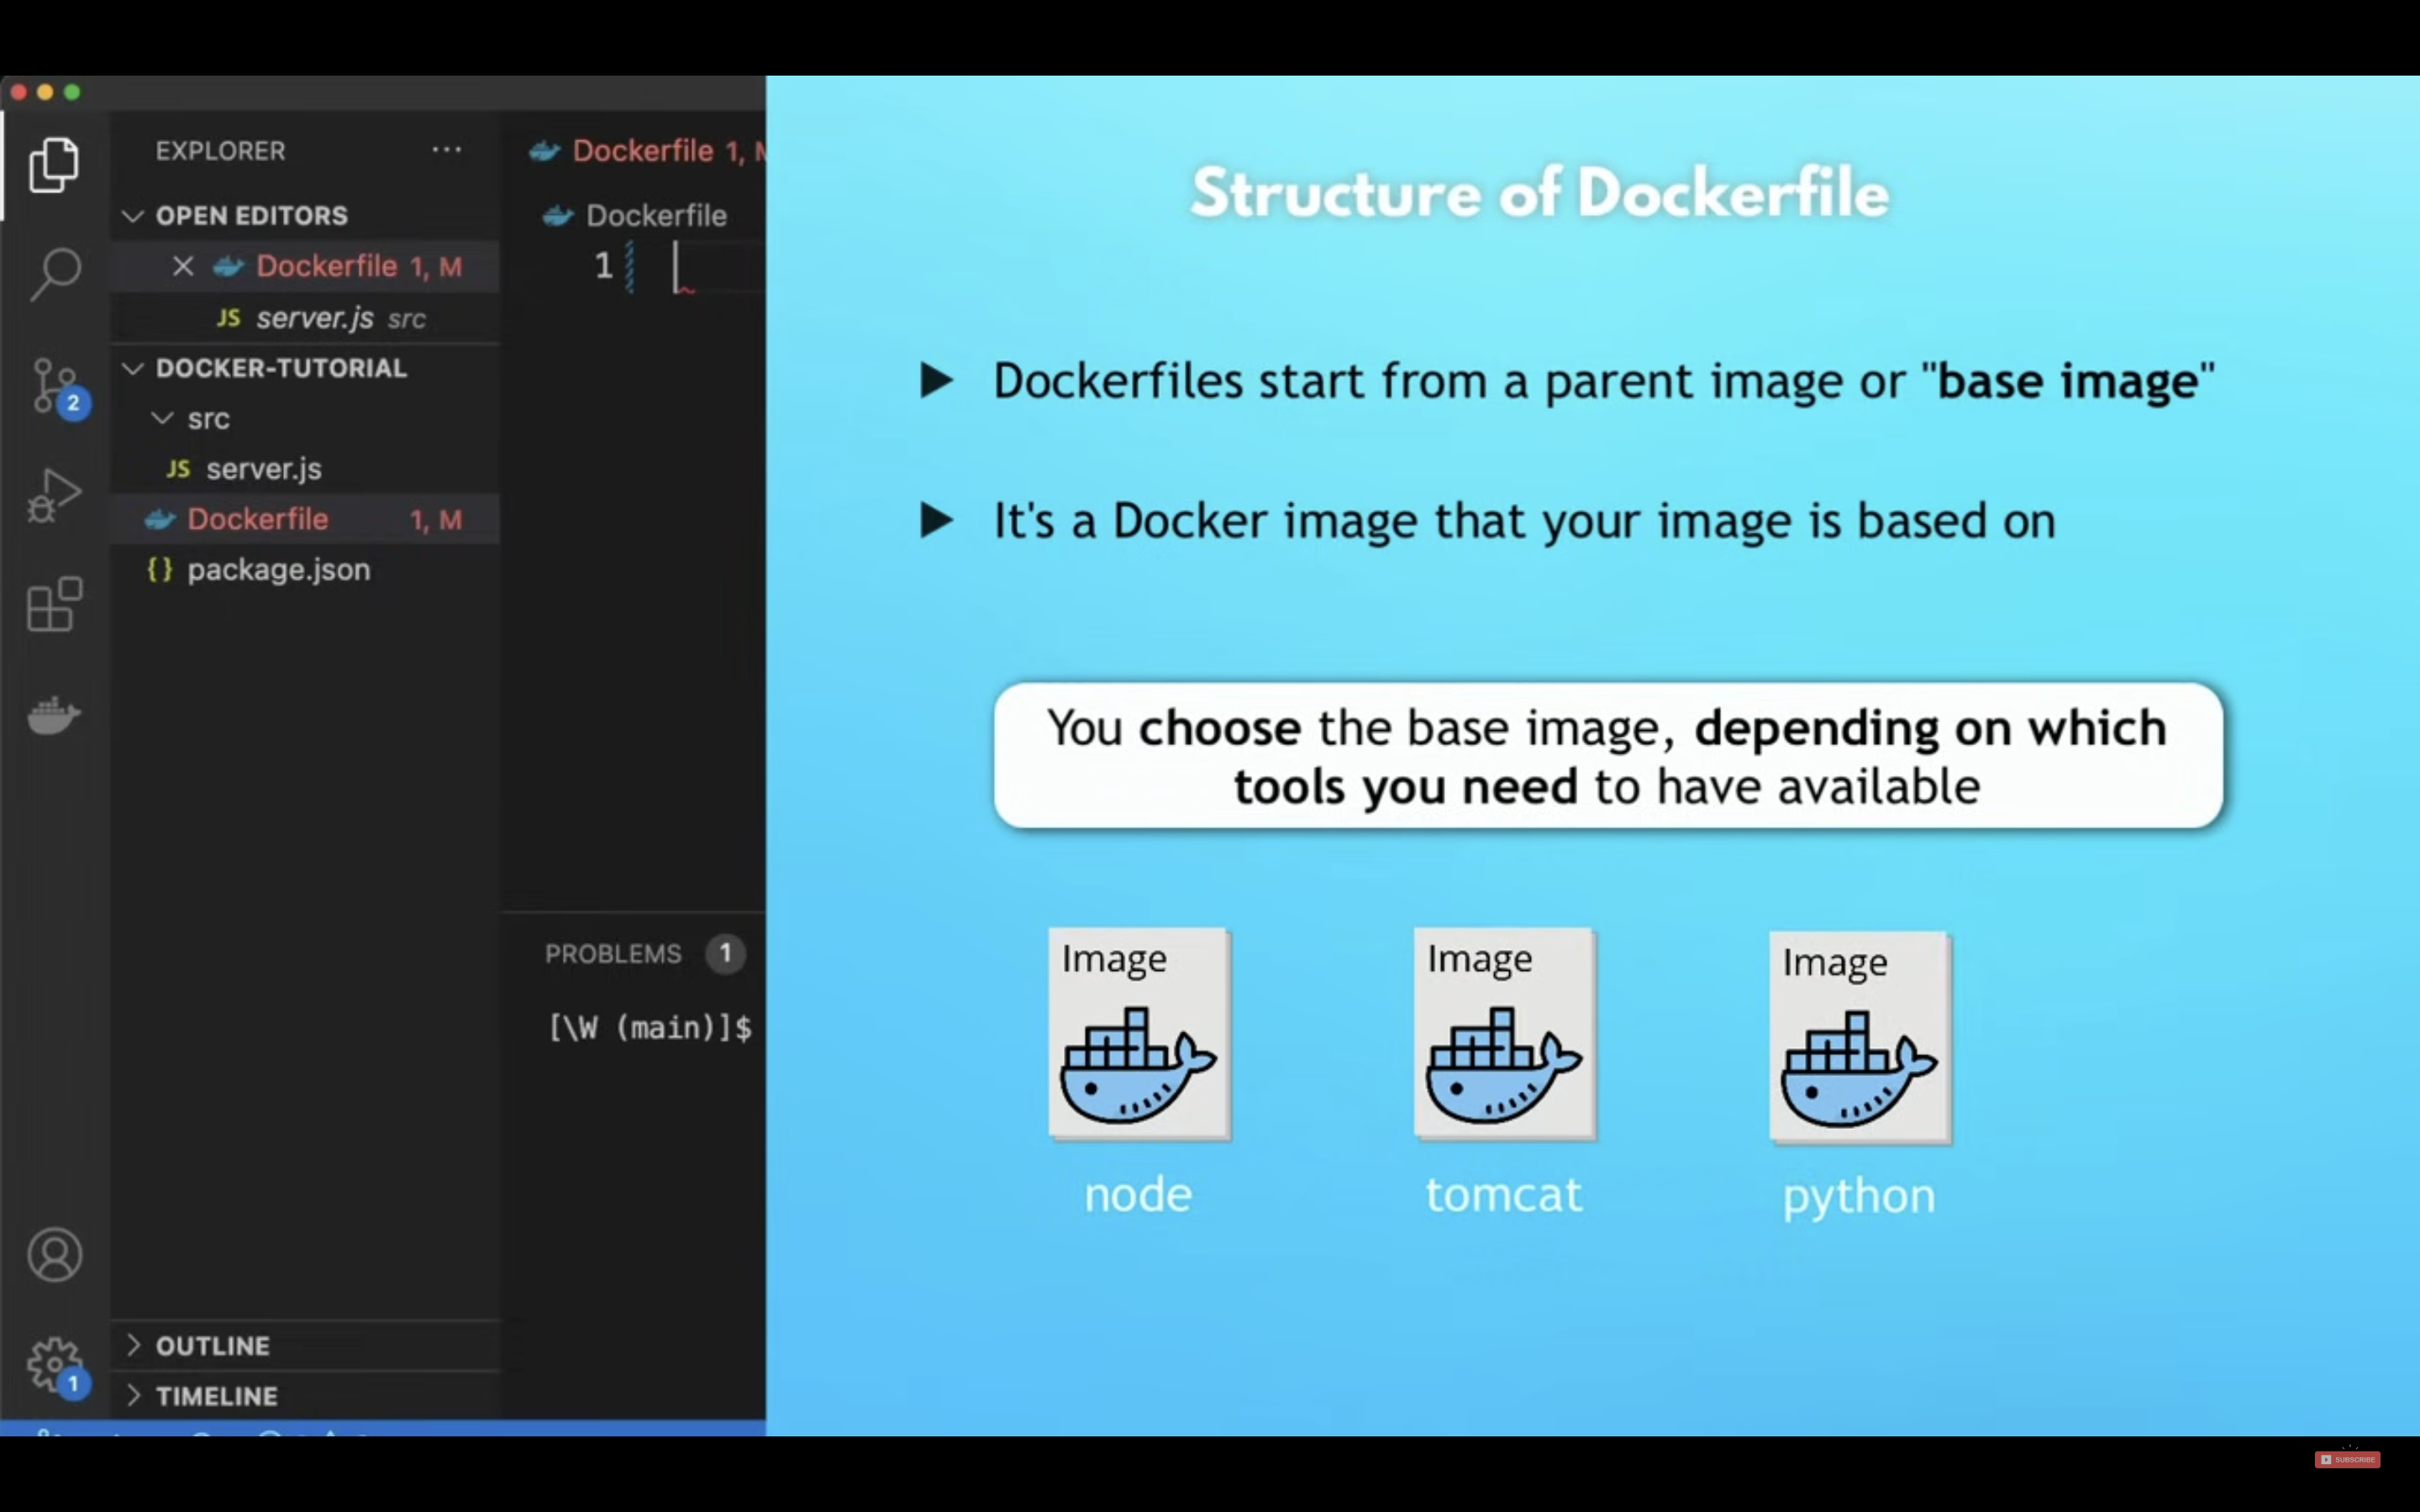 EXPLORER ...
OPEN EDITORS
Dockerfile 1, M
JS server.js src
DOCKER-TUTORIAL
src
JS server.js
Dockerfile 1, M
{} package.json
OUTLINE
TIMELINE
2
1
Dockerfile 1,
Dockerfile
1
PROBLEMS 1
[\W (main)]$
Structure of Dockerfile
Dockerfiles start from a parent image or "base image"
It's a Docker image that your image is based on
You choose the base image, depending on which
tools you need to have available
Image Image Image
node tomcat python
SUBSCRIBE